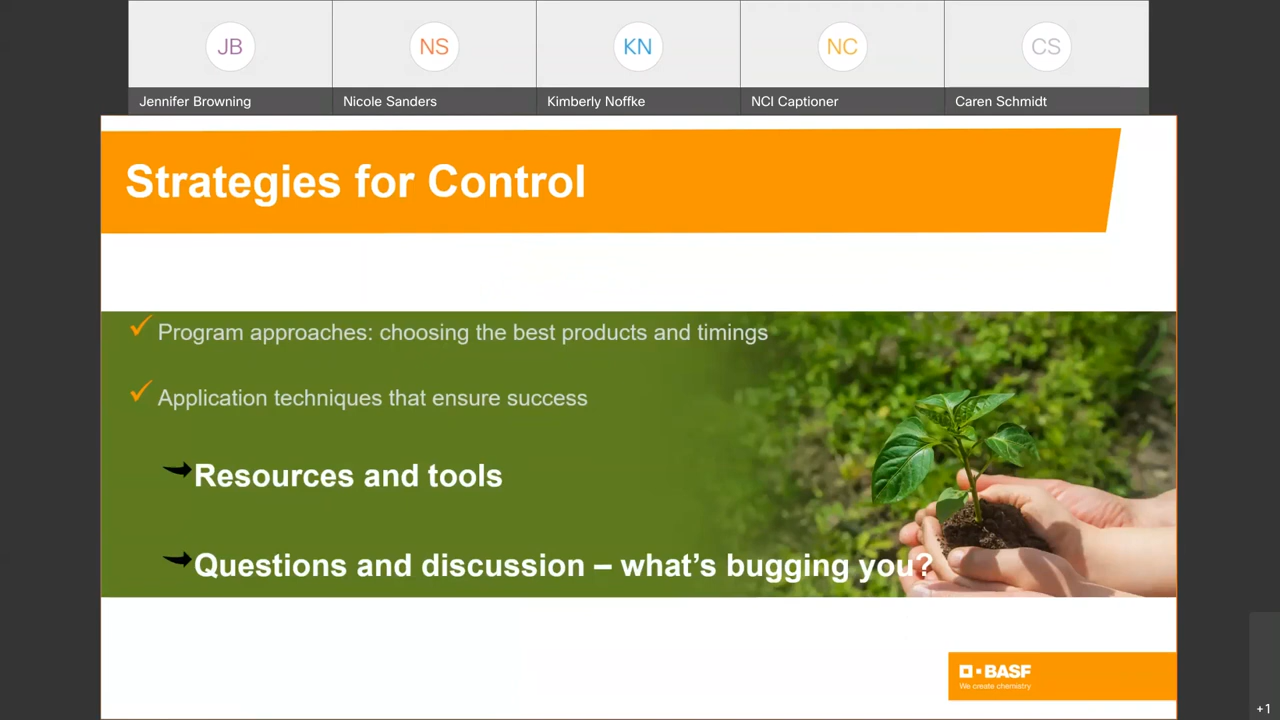 JB
NS
KN
NC
CS
Jennifer Browning
Nicole Sanders
Kimberly Noffke
NCI Captioner
Caren Schmidt
Strategies for Control
Program approaches: choosing the best products and timings
Application techniques that ensure success
Resources and tools
Questions and discussion – what's bugging you?
BASF
We create chemistry
+1